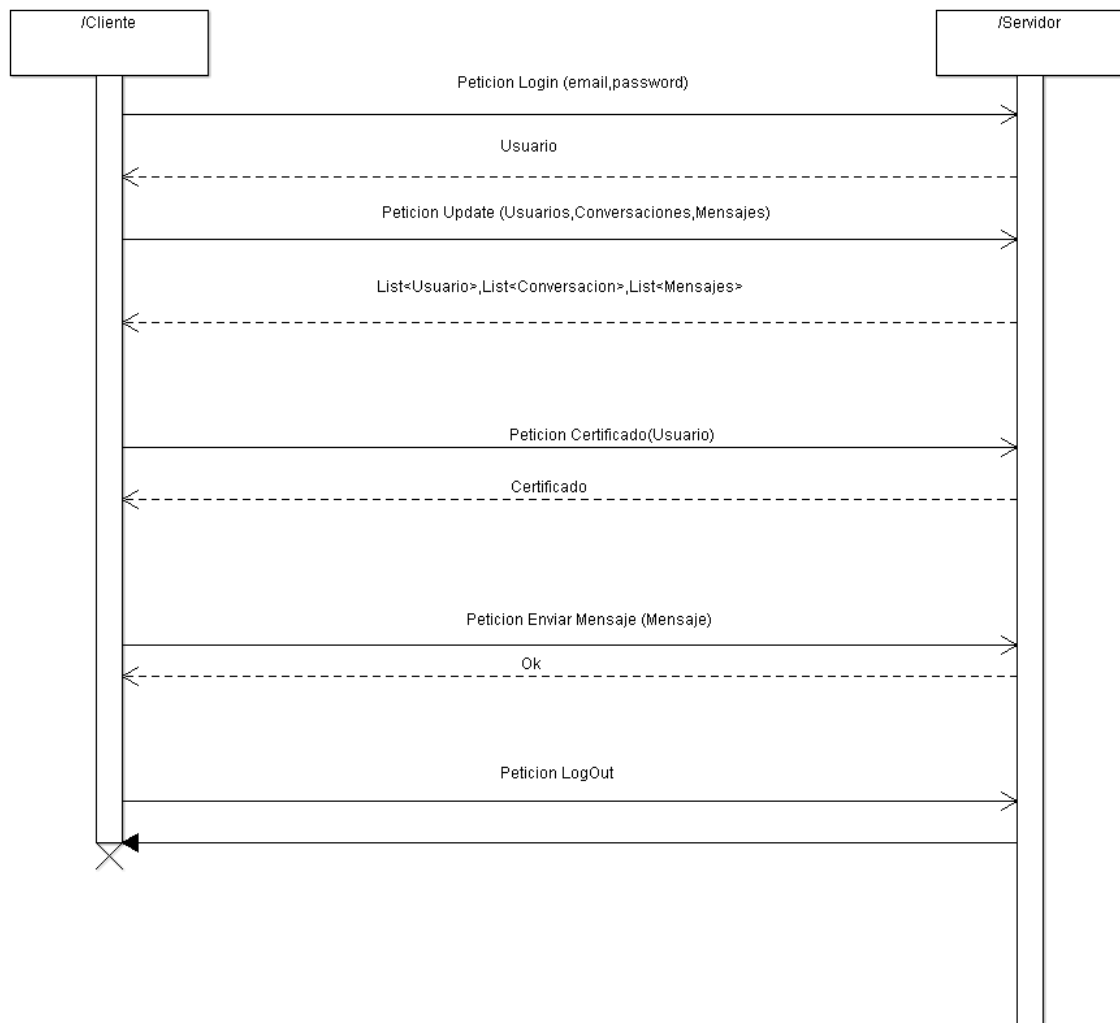 /Cliente
/Servidor
Peticion Login (email,password)
Usuario
Peticion Update (Usuarios,Conversaciones,Mensajes)
List<Usuario>,List<Conversacion>,List<Mensajes>
Peticion Certificado(Usuario)
Certificado
Peticion Enviar Mensaje (Mensaje)
Ok
Peticion LogOut